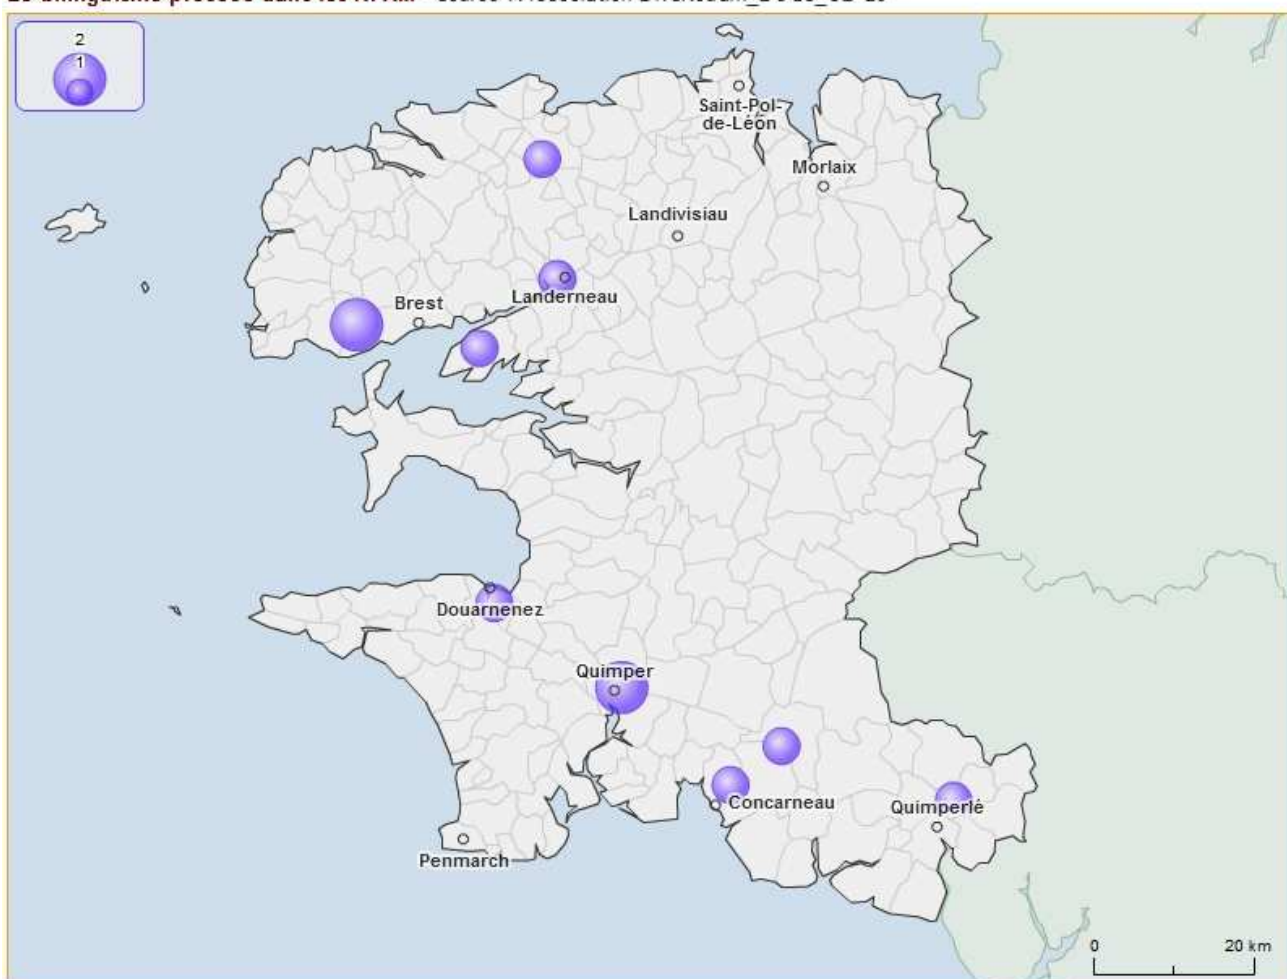 2
1
Saint-Pol-
de-Léon
Morlaix
Landivisiau
Brest
Landerneau
Douarnenez
Quimper
Concarneau
Quimperlé
Penmarch
0 20 km